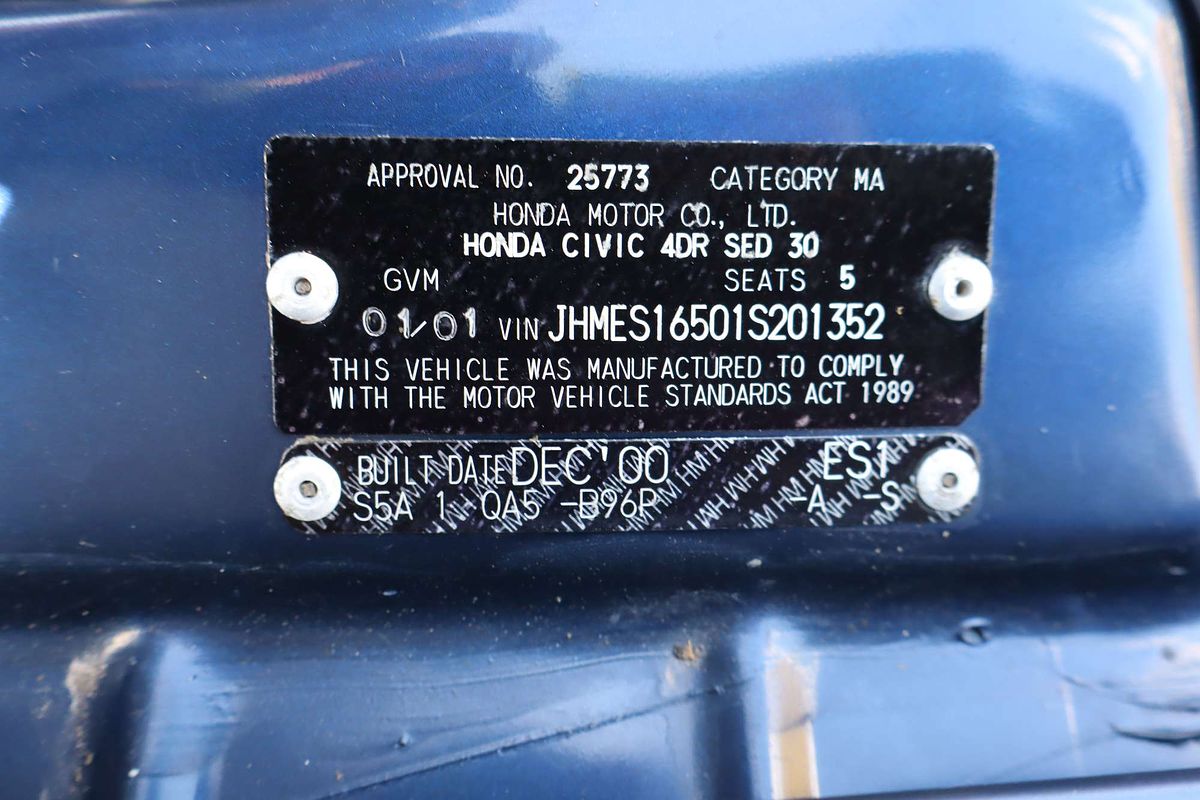 APPROVAL NO. 25773 CATEGORY MA
HONDA MOTOR CO., LTD.
HONDA CIVIC 4DR SED 30
GVM SEATS 5
01/01 VIN JHMES16501S201352
THIS VEHICLE WAS MANUFACTURED TO COMPLY
WITH THE MOTOR VEHICLE STANDARDS ACT 1989
BUILT DATE DEC'00 ES1
S5A 1 QA5 -B96P -A -S